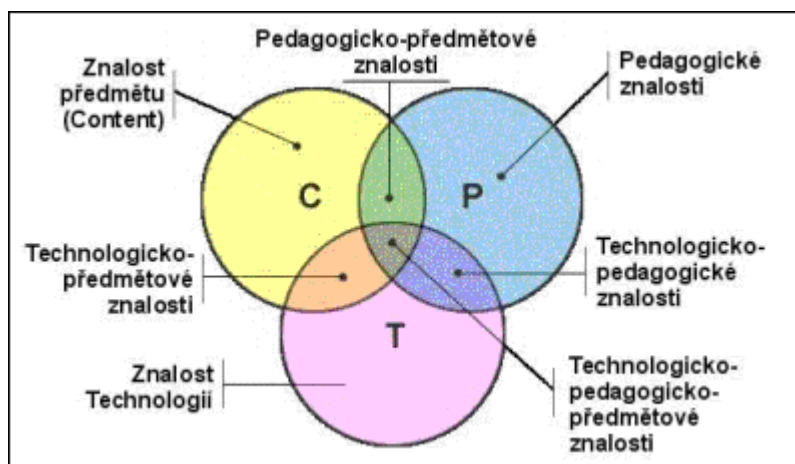 Pedagogicko-předmětové
znalosti
Znalost
předmětu
(Content)
Pedagogické
znalosti
C
P
Technologicko-
předmětové
znalosti
Technologicko-
pedagogické
znalosti
T
Znalost
Technologií
Technologicko-
pedagogicko-
předmětové
znalosti